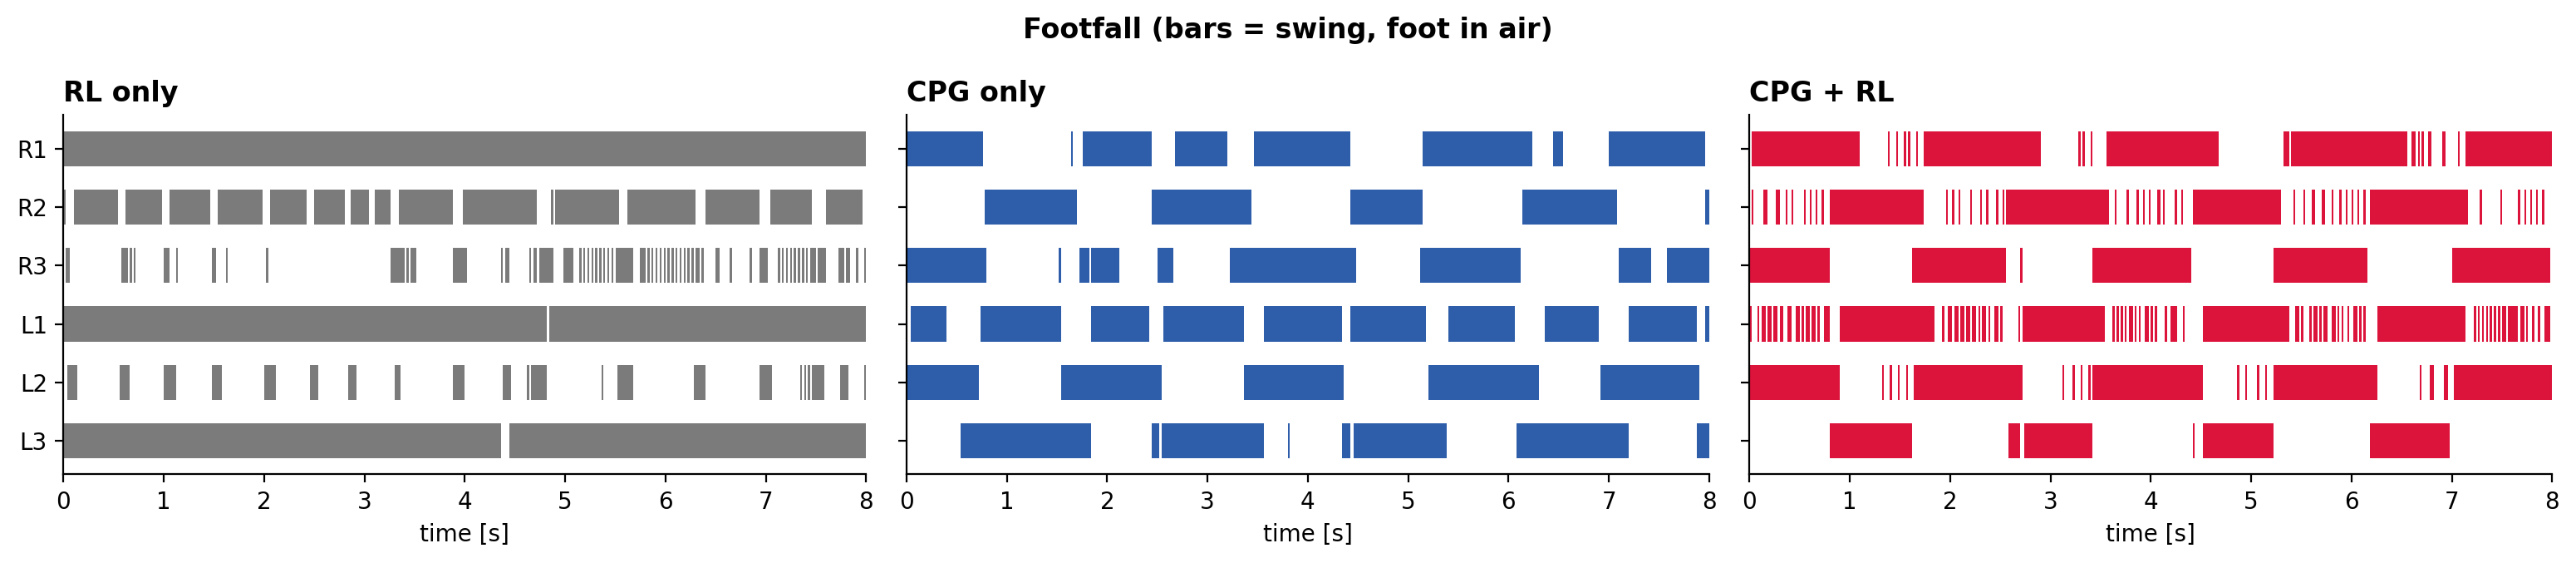 Footfall (bars = swing, foot in air)
RL only
CPG only
CPG + RL
R1
R2
R3
L1
L2
L3
0 1 2 3 4 5 6 7 8
0 1 2 3 4 5 6 7 8
0 1 2 3 4 5 6 7 8
time [s]
time [s]
time [s]